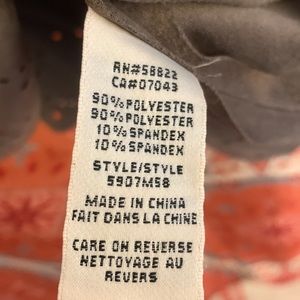 RN#58822
CA#07043
90%POLYESTER
90%POLYESTER
10%SPANDEX
10%SPANDEX
STYLE/STYLE
5907M58
MADE IN CHINA
FAIT DANS LA CHINE
CARE ON REVERSE
NETTOYAGE AU
REVERS